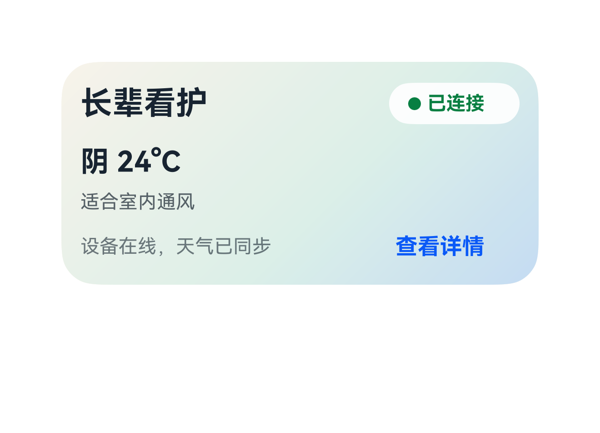 长辈看护
已连接
阴 24°C
适合室内通风
设备在线，天气已同步
查看详情